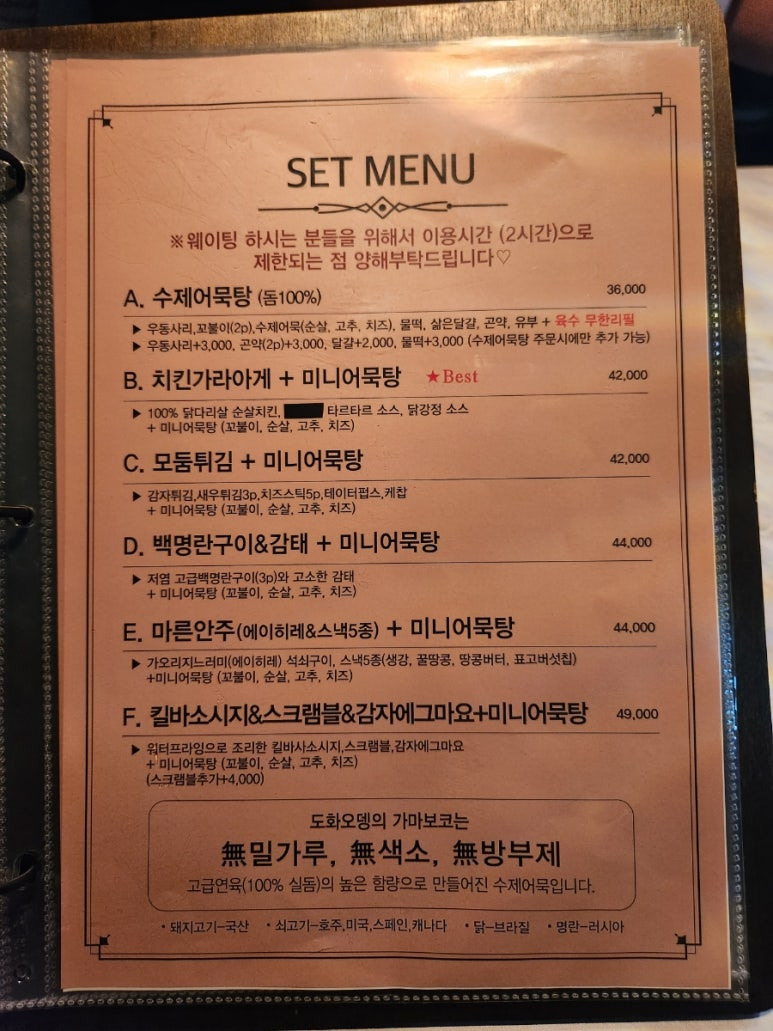 SET MENU
※웨이팅 하시는 분들을 위해서 이용시간 (2시간)으로
제한되는 점 양해부탁드립니다♡
A. 수제어묵탕 (돔100%) 36,000
▶ 우동사리,꼬불이(2p),수제어묵(순살, 고추, 치즈), 물떡, 삶은달걀, 곤약, 유부 + 육수 무한리필
▶ 우동사리+3,000, 곤약(2p)+3,000, 달걀+2,000, 물떡+3,000 (수제어묵탕 주문시에만 추가 가능)
B. 치킨가라아게 + 미니어묵탕 ★Best 42,000
▶ 100% 닭다리살 순살치킨, 타르타르 소스, 닭강정 소스
+ 미니어묵탕 (꼬불이, 순살, 고추, 치즈)
C. 모둠튀김 + 미니어묵탕 42,000
▶ 감자튀김,새우튀김3p,치즈스틱5p,테이터펍스,케찹
+ 미니어묵탕 (꼬불이, 순살, 고추, 치즈)
D. 백명란구이&감태 + 미니어묵탕 44,000
▶ 저염 고급백명란구이(3p)와 고소한 감태
+ 미니어묵탕 (꼬불이, 순살, 고추, 치즈)
E. 마른안주(에이히레&스낵5종) + 미니어묵탕 44,000
▶ 가오리지느러미(에이히레) 석쇠구이, 스낵5종(생강, 꿀땅콩, 땅콩버터, 표고버섯칩)
+미니어묵탕 (꼬불이, 순살, 고추, 치즈)
F. 킬바소시지&스크램블&감자에그마요+미니어묵탕 49,000
▶ 워터프라잉으로 조리한 킬바사소시지,스크램블,감자에그마요
+ 미니어묵탕 (꼬불이, 순살, 고추, 치즈)
(스크램블추가+4,000)
도화오뎅의 가마보코는
無밀가루, 無색소, 無방부제
고급연육(100% 실돔)의 높은 함량으로 만들어진 수제어묵입니다.
• 돼지고기-국산 • 쇠고기-호주,미국,스페인,캐나다 • 닭-브라질 • 명란-러시아